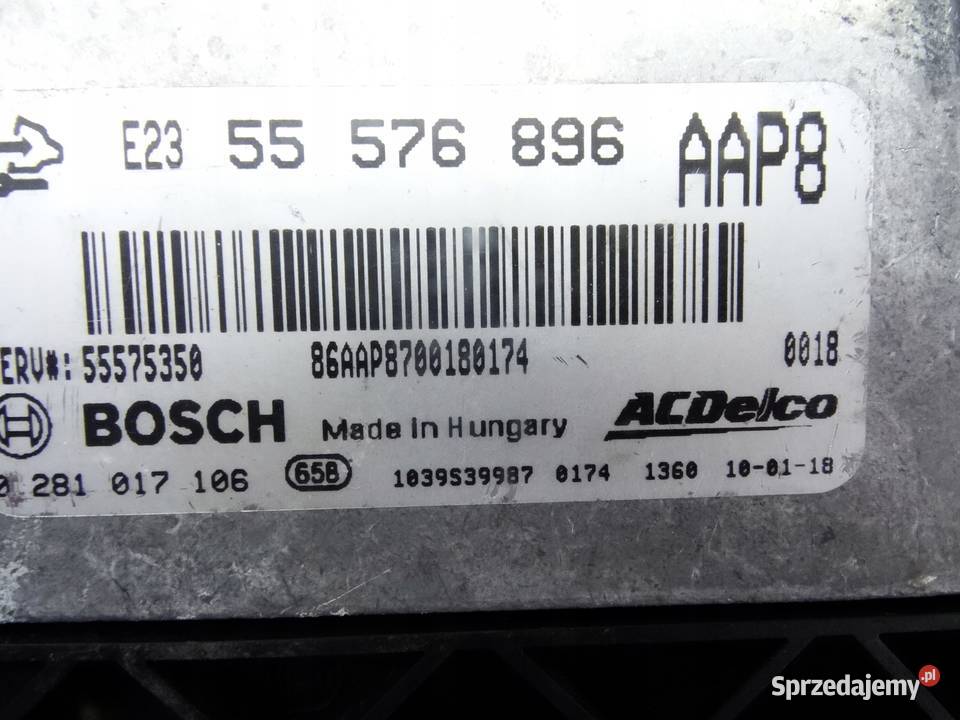 E23 55 576 896 AAP8
ERV#: 55575350 86AAP8700180174 0018
BOSCH Made in Hungary ACDelco
0 281 017 106 658 1039S39987 0174 1360 10-01-18
Sprzedajemy.pl